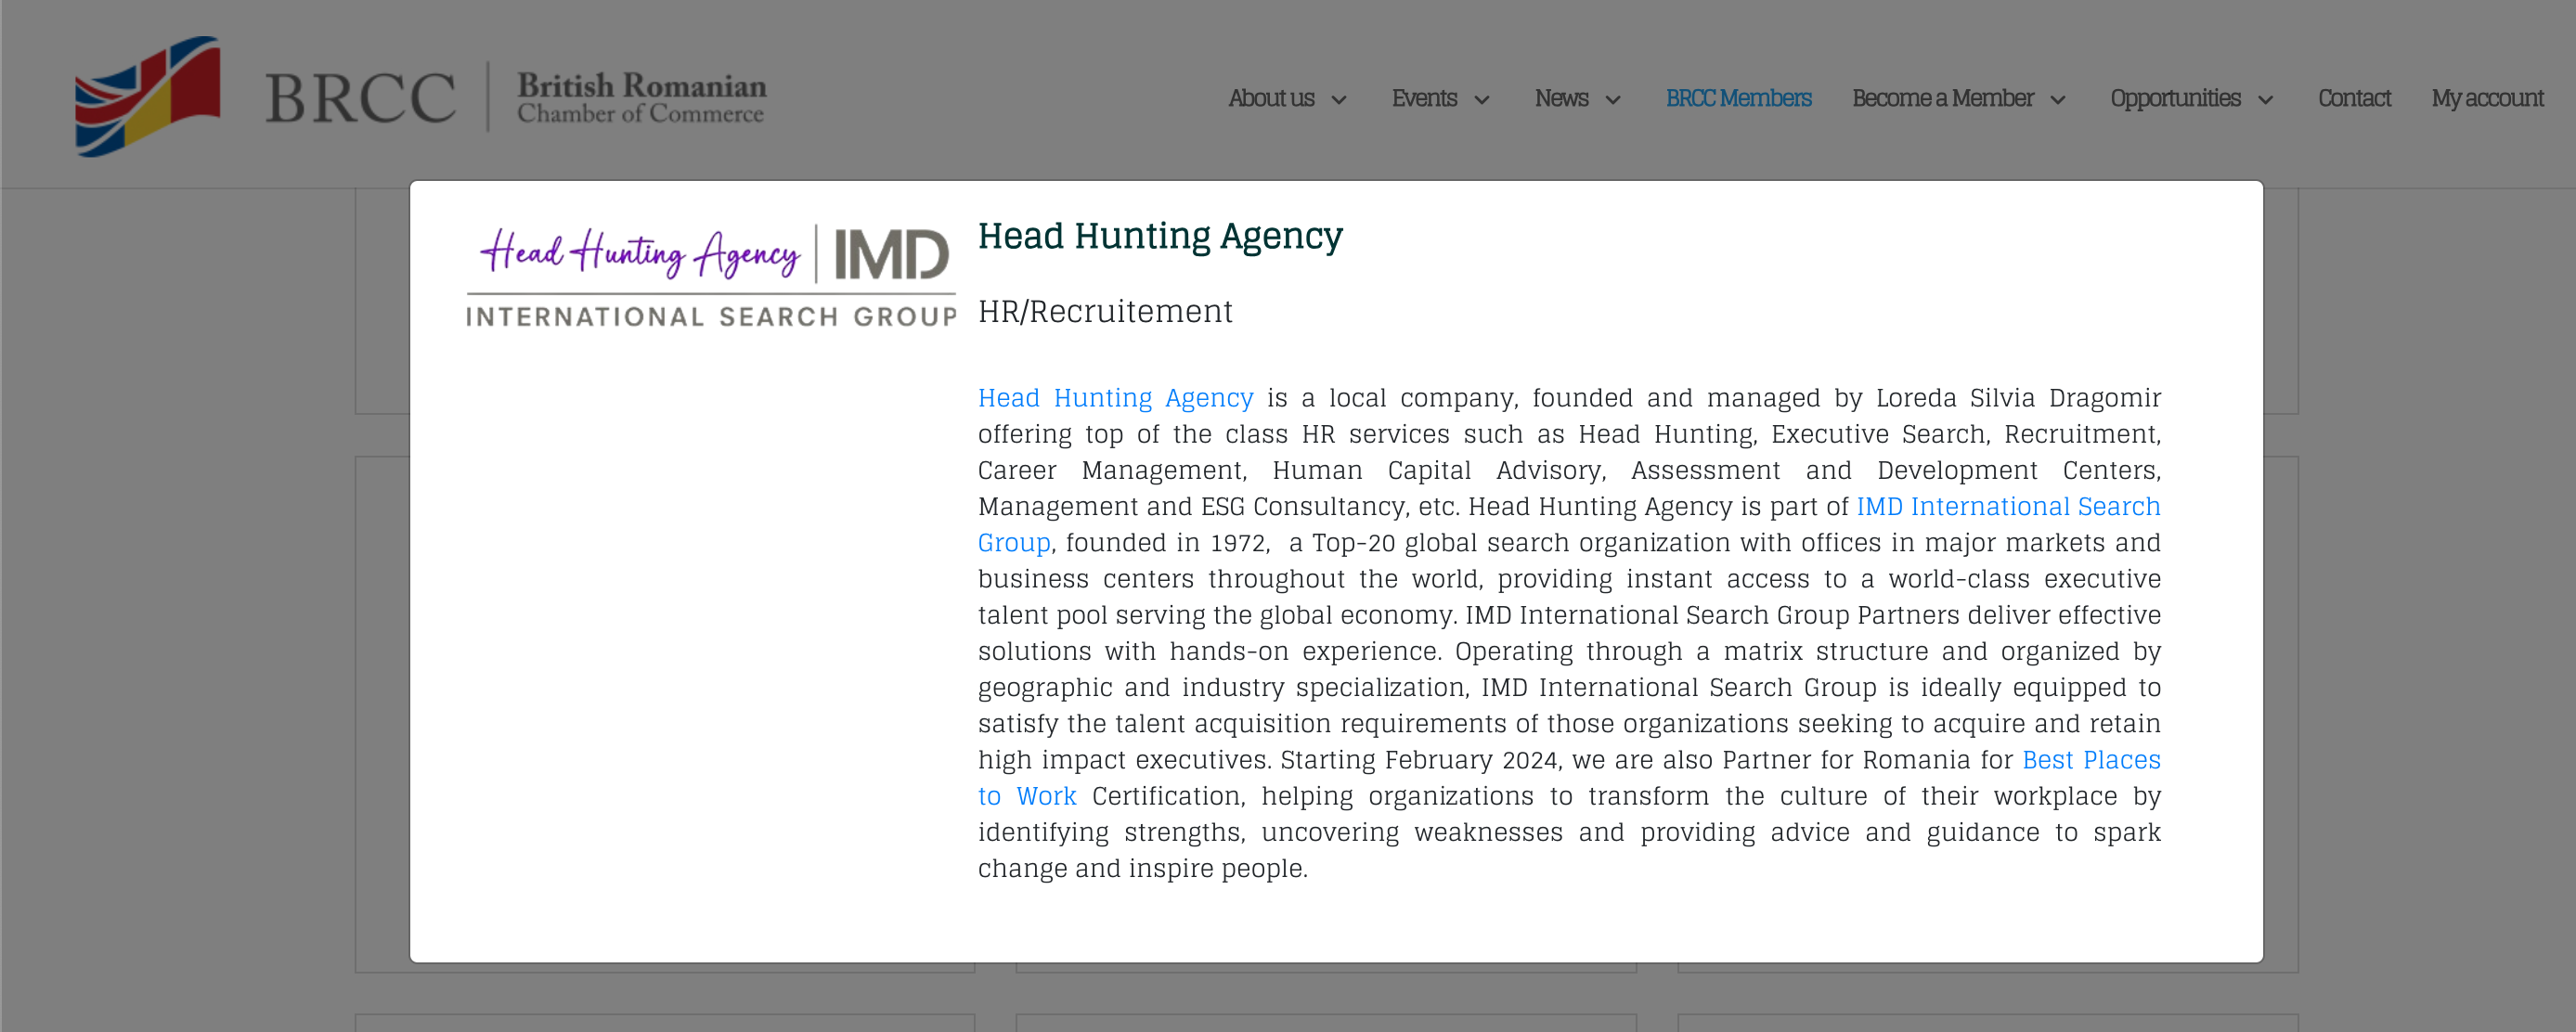 BRCC
British Romanian
Chamber of Commerce
About us
Events
News
BRCC Members
Become a Member
Opportunities
Contact
My account
Head Hunting Agency
IMD
INTERNATIONAL SEARCH GROUP
Head Hunting Agency
HR/Recruitement
Head Hunting Agency is a local company, founded and managed by Loreda Silvia Dragomir
offering top of the class HR services such as Head Hunting, Executive Search, Recruitment,
Career Management, Human Capital Advisory, Assessment and Development Centers,
Management and ESG Consultancy, etc. Head Hunting Agency is part of IMD International Search
Group, founded in 1972, a Top-20 global search organization with offices in major markets and
business centers throughout the world, providing instant access to a world-class executive
talent pool serving the global economy. IMD International Search Group Partners deliver effective
solutions with hands-on experience. Operating through a matrix structure and organized by
geographic and industry specialization, IMD International Search Group is ideally equipped to
satisfy the talent acquisition requirements of those organizations seeking to acquire and retain
high impact executives. Starting February 2024, we are also Partner for Romania for Best Places
to Work Certification, helping organizations to transform the culture of their workplace by
identifying strengths, uncovering weaknesses and providing advice and guidance to spark
change and inspire people.